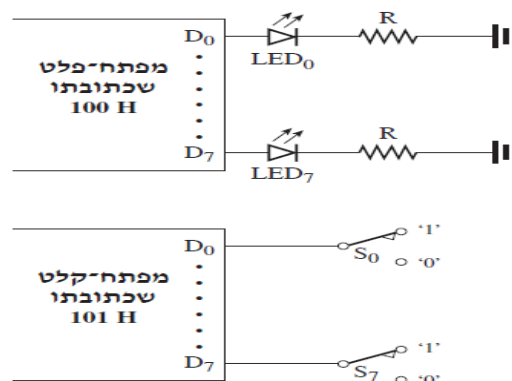 D0
LED0
R
מפתח-פלט
שכתובתו
100 H
D7
LED7
R
D0
מפתח-קלט
שכתובתו
101 H
S0
'1'
'0'
D7
S7
'1'
'0'